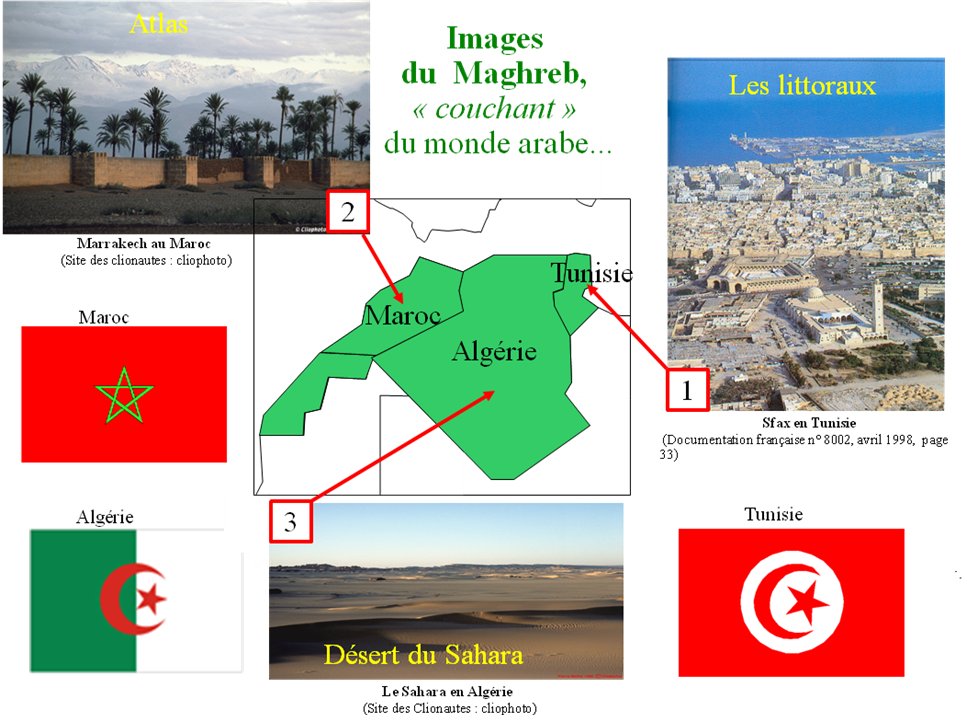 Atlas
Images
du Maghreb,
« couchant »
du monde arabe...
Les littoraux
© Cliophoto
2
Marrakech au Maroc
(Site des clionautes : cliophoto)
Tunisie
Maroc
Maroc
Algérie
1
Sfax en Tunisie
(Documentation française n° 8002, avril 1998, page
33)
3
Algérie
Tunisie
Désert du Sahara
Le Sahara en Algérie
(Site des Clionautes : cliophoto)